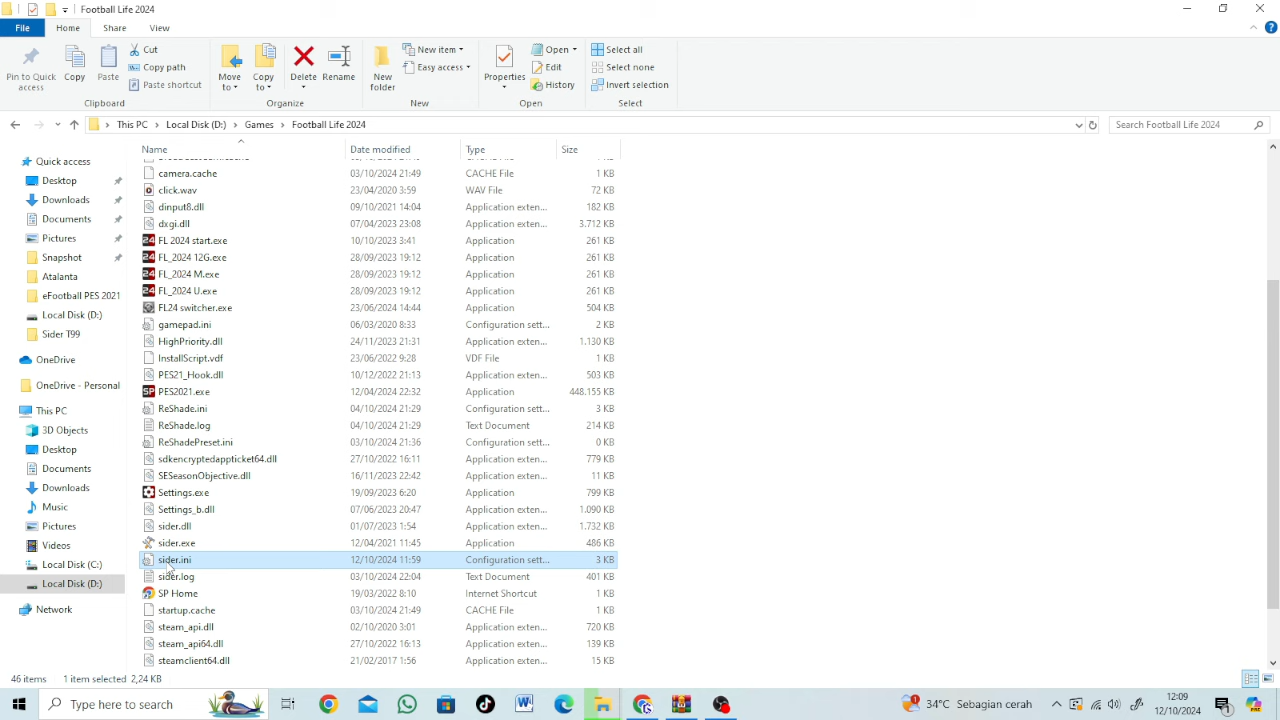 Football Life 2024
File Home Share View
Pin to Quick access
Copy
Paste
Cut
Copy path
Paste shortcut
Clipboard
Move to
Copy to
Delete
Rename
Organize
New folder
New item
Easy access
New
Properties
Open
Edit
History
Open
Select all
Select none
Invert selection
Select
This PC > Local Disk (D:) > Games > Football Life 2024
Search Football Life 2024
Quick access
Desktop
Downloads
Documents
Pictures
Snapshot
Atalanta
eFootball PES 2021
Local Disk (D:)
Sider T99
OneDrive
OneDrive - Personal
This PC
3D Objects
Desktop
Documents
Downloads
Music
Pictures
Videos
Local Disk (C:)
Local Disk (D:)
Network
Name Date modified Type Size
camera.cache 03/10/2024 21:49 CACHE File 1 KB
click.wav 23/04/2020 3:59 WAV File 72 KB
dinput8.dll 09/10/2021 14:04 Application exten... 182 KB
dxgi.dll 07/04/2023 23:08 Application exten... 3.712 KB
FL 2024 start.exe 10/10/2023 3:41 Application 261 KB
FL_2024 12G.exe 28/09/2023 19:12 Application 261 KB
FL_2024 M.exe 28/09/2023 19:12 Application 261 KB
FL_2024 U.exe 28/09/2023 19:12 Application 261 KB
FL24 switcher.exe 23/06/2024 14:44 Application 504 KB
gamepad.ini 06/03/2020 8:33 Configuration sett... 2 KB
HighPriority.dll 24/11/2023 21:31 Application exten... 1.130 KB
InstallScript.vdf 23/06/2022 9:28 VDF File 1 KB
PES21_Hook.dll 10/12/2022 21:13 Application exten... 503 KB
PES2021.exe 12/04/2024 22:32 Application 448.155 KB
ReShade.ini 04/10/2024 21:29 Configuration sett... 3 KB
ReShade.log 04/10/2024 21:29 Text Document 214 KB
ReShadePreset.ini 03/10/2024 21:36 Configuration sett... 0 KB
sdkencryptedappticket64.dll 27/10/2022 16:11 Application exten... 779 KB
SESeasonObjective.dll 16/11/2023 22:42 Application exten... 11 KB
Settings.exe 19/09/2023 6:20 Application 799 KB
Settings_b.dll 07/06/2023 20:47 Application exten... 1.090 KB
sider.dll 01/07/2023 1:54 Application exten... 1.732 KB
sider.exe 12/04/2021 11:45 Application 486 KB
sider.ini 12/10/2024 11:59 Configuration sett... 3 KB
sider.log 03/10/2024 22:04 Text Document 401 KB
SP Home 19/03/2022 8:10 Internet Shortcut 1 KB
startup.cache 03/10/2024 21:49 CACHE File 1 KB
steam_api.dll 02/10/2020 3:01 Application exten... 720 KB
steam_api64.dll 27/10/2022 16:13 Application exten... 139 KB
steamclient64.dll 21/02/2017 1:56 Application exten... 15 KB
46 items 1 item selected 2,24 KB
Type here to search
34°C Sebagian cerah
12:09
12/10/2024